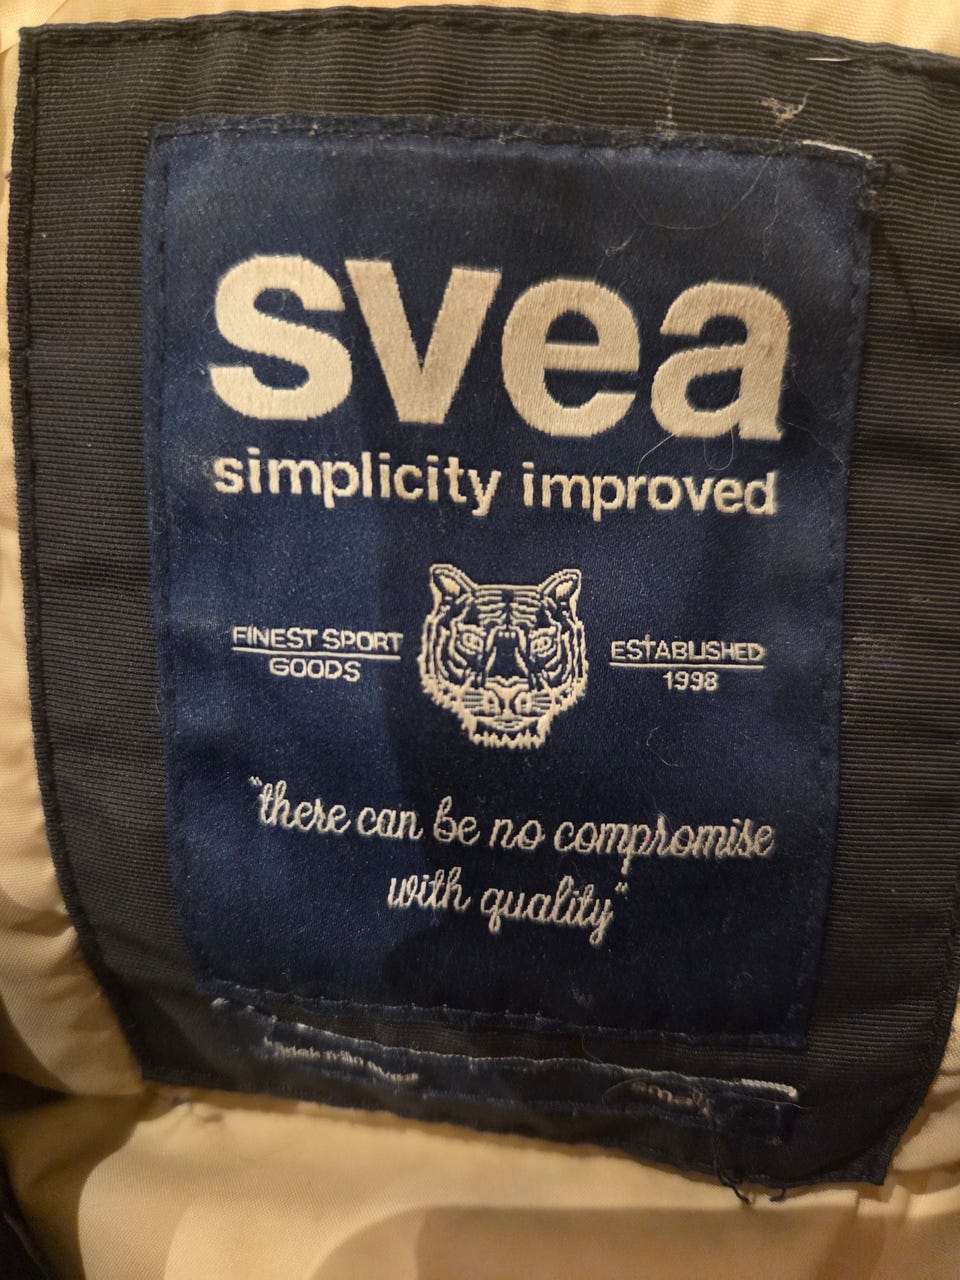 svea
simplicity improved
FINEST SPORT
GOODS
ESTABLISHED
1998
"there can be no compromise
with quality"